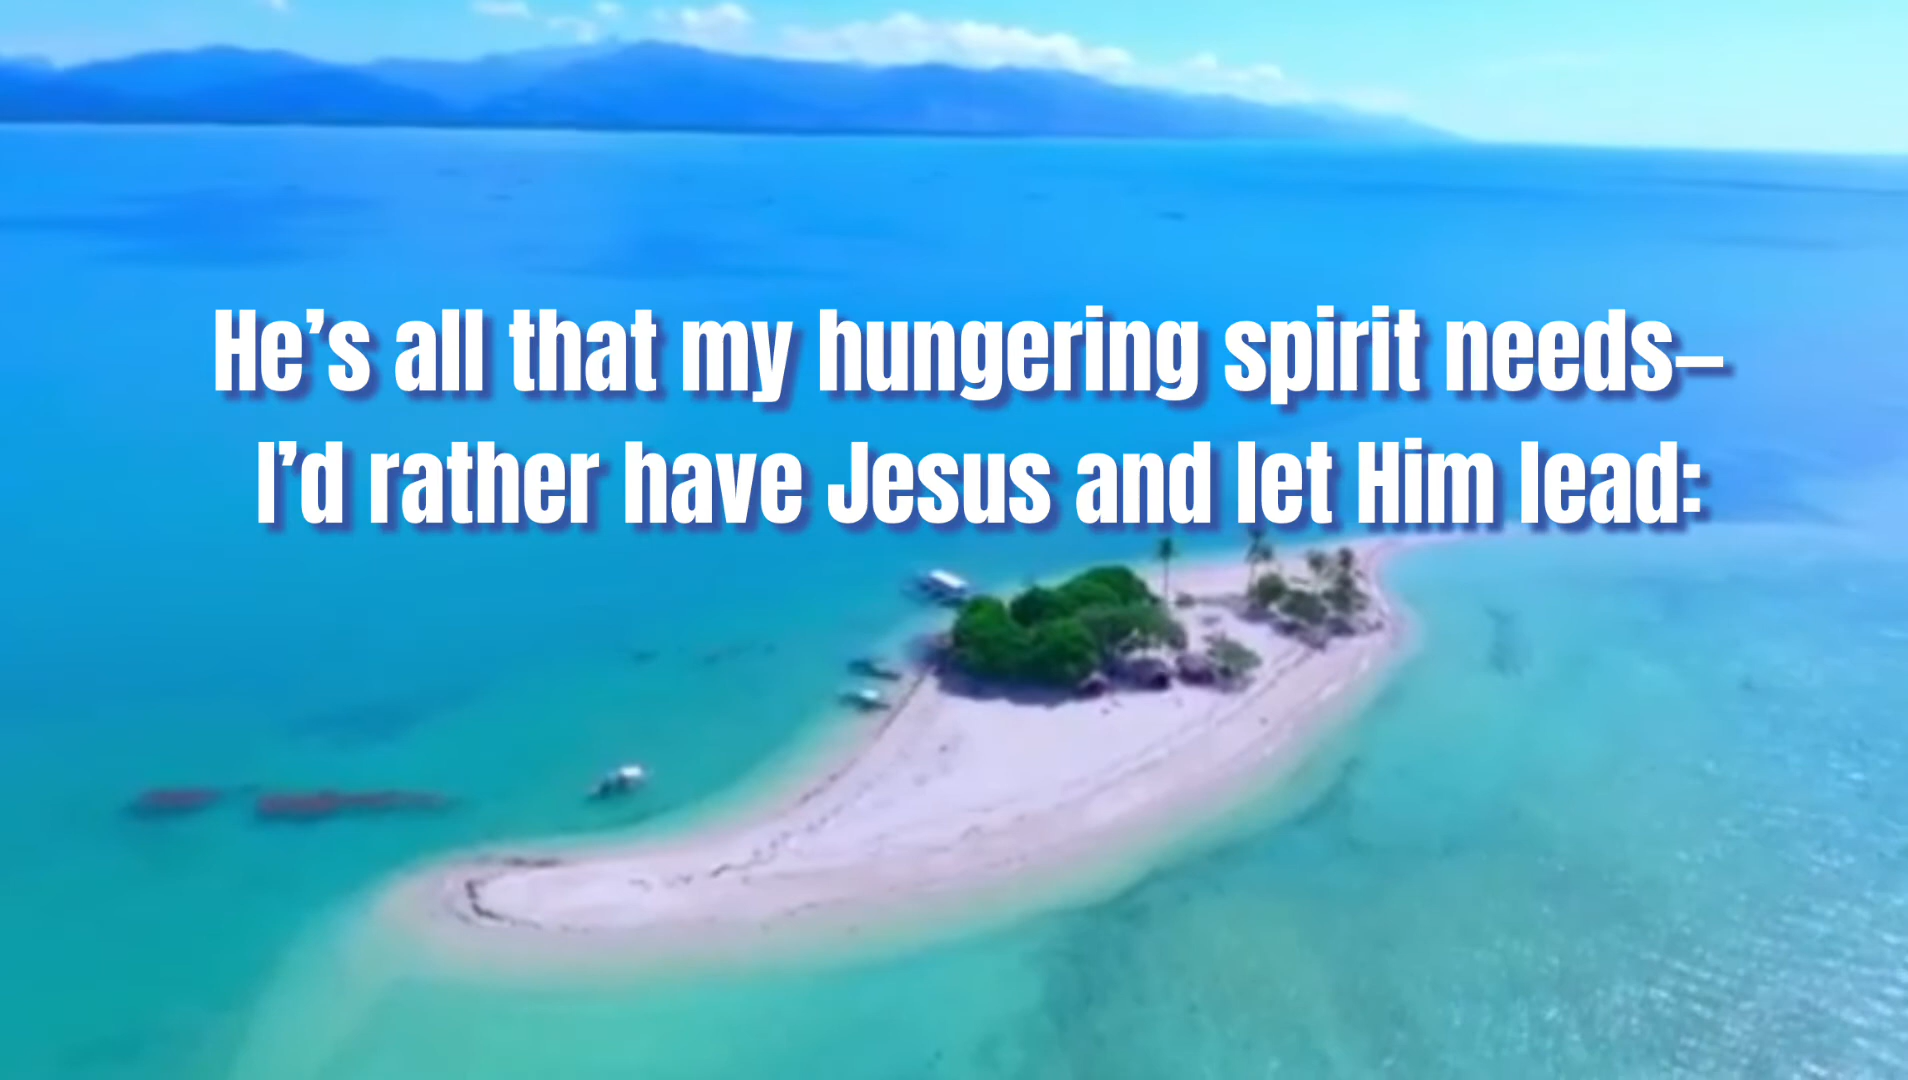 He’s all that my hungering spirit needs—
I’d rather have Jesus and let Him lead: